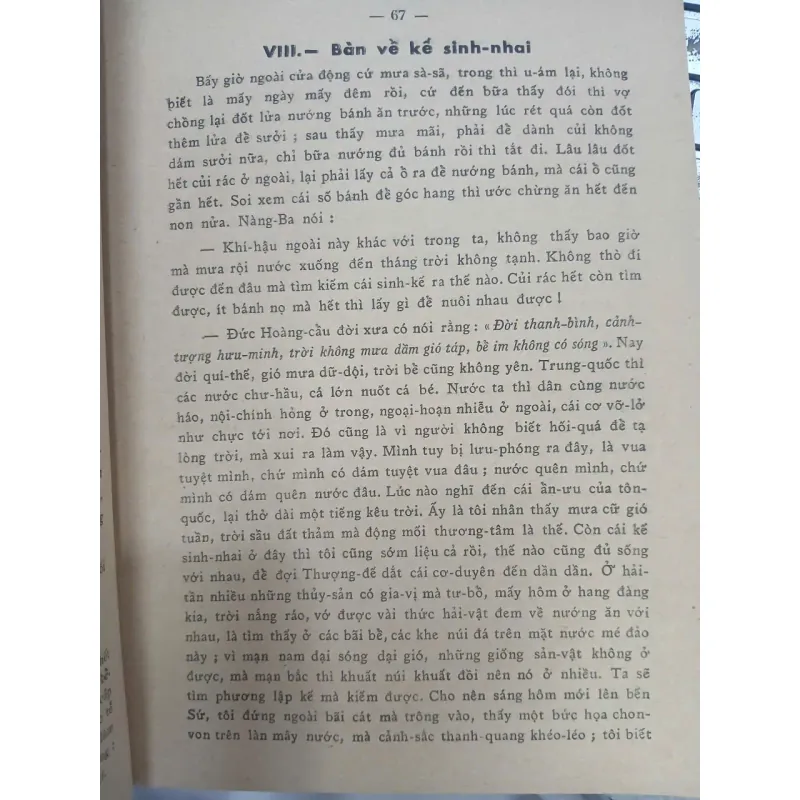 — 67 —
VIII.— Bàn về kế sinh-nhai
Bấy giờ ngoài cửa động cứ mưa sà-sã, trong thì u-ám lại, không
biết là mấy ngày mấy đêm rồi, cứ đến bữa thấy đói thì vợ
chồng lại đốt lửa nướng bánh ăn trước, những lúc rét quá còn đốt
thêm lửa để sưởi ; sau thấy mưa mãi, phải để dành củi không
dám sưởi nữa, chỉ bữa nướng đủ bánh rồi thì tắt đi. Lâu lâu đốt
hết củi rác ở ngoài, lại phải lấy cả ồ ra để nướng bánh, mà cái ồ cũng
gần hết. Soi xem cái số bánh để góc hang thì ước chừng ăn hết đến
non nửa. Nàng-Ba nói :
— Khí-hậu ngoài này khác với trong ta, không thấy bao giờ
mà mưa rội nước xuống đến tháng trời không tạnh. Không thò đi
được đến đâu mà tìm kiếm cái sinh-kế ra thế nào. Củi rác hết còn tìm
được, ít bánh nọ mà hết thì lấy gì để nuôi nhau được !
— Đức Hoàng-cầu đời xưa có nói rằng : « Đời thanh-bình, cảnh-
tượng hưu-minh, trời không mưa dầm gió táp, bề im không có sóng ». Nay
đời qui-thế, gió mưa dữ-dội, trời bề cũng không yên. Trung-quốc thì
các nước chư-hầu, cá lớn nuốt cá bé. Nước ta thì dân cùng nước
háo, nội-chinh hỏng ở trong, ngoại-hoạn nhiễu ở ngoài, cái cơ vỡ-lở
như chực tới nơi. Đó cũng là vì người không biết hối-quá để tạ
lòng trời, mà xui ra làm vậy. Mình tuy bị lưu-phóng ra đây, là vua
tuyệt mình, chứ mình có dám tuyệt vua đâu ; nước quên mình, chứ
mình có dám quên nước đâu. Lúc nào nghĩ đến cái ẩn-ưu của tôn-
quốc, lại thở dài một tiếng kêu trời. Ấy là tôi nhân thấy mưa cữ gió
tuần, trời sầu đất thảm mà động mối thương-tâm là thế. Còn cái kế
sinh-nhai ở đây thì tôi cũng sớm liệu cả rồi, thế nào cũng đủ sống
với nhau, để đợi Thượng-đế dắt cái cơ-duyên đến dần dần. Ở hải-
tần nhiều những thủy-sản có gia-vị mà tư-bồ, mấy hôm ở hang đàng
kia, trời nắng ráo, vớ được vài thức hải-vật đem về nướng ăn với
nhau, là tìm thấy ở các bãi bề, các khe núi đá trên mặt nước mé đảo
này ; vì mạn nam dại sóng dại gió, những giống sản-vật không ở
được, mà mạn bắc thì khuất núi khuất đồi nên nó ở nhiều. Ta sẽ
tìm phương lập kế mà kiếm được. Cho nên sáng hôm mới lên bến
Sứ, tôi đứng ngoài bãi cát mà trông vào, thấy một bức họa chon-
von trên làn mây nước, mà cảnh-sắc thanh-quang khéo-léo ; tôi biết